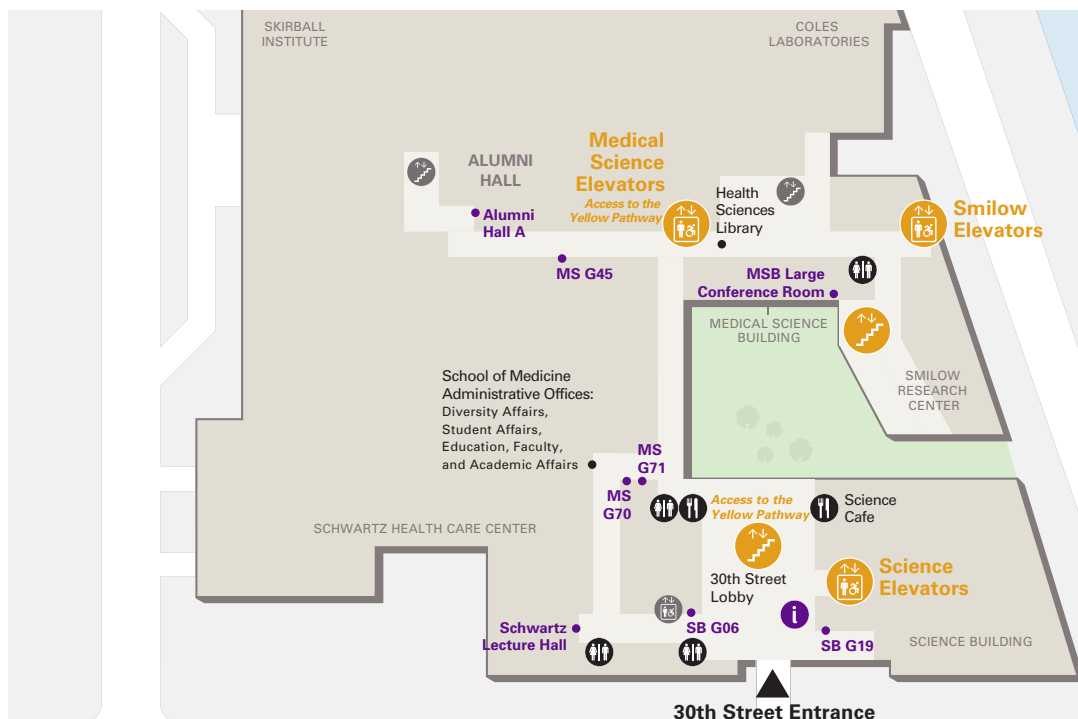 SKIRBALL
INSTITUTE
COLES
LABORATORIES
ALUMNI
HALL
Medical
Science
Elevators
Access to the
Yellow Pathway
Health
Sciences
Library
Smilow
Elevators
Alumni
Hall A
MS G45
MSB Large
Conference Room
MEDICAL SCIENCE
BUILDING
SMILOW
RESEARCH
CENTER
School of Medicine
Administrative Offices:
Diversity Affairs,
Student Affairs,
Education, Faculty,
and Academic Affairs
MS
G71
MS
G70
Access to the
Yellow Pathway
Science
Cafe
SCHWARTZ HEALTH CARE CENTER
30th Street
Lobby
Science
Elevators
i
Schwartz
Lecture Hall
SB G06
SB G19
SCIENCE BUILDING
30th Street Entrance